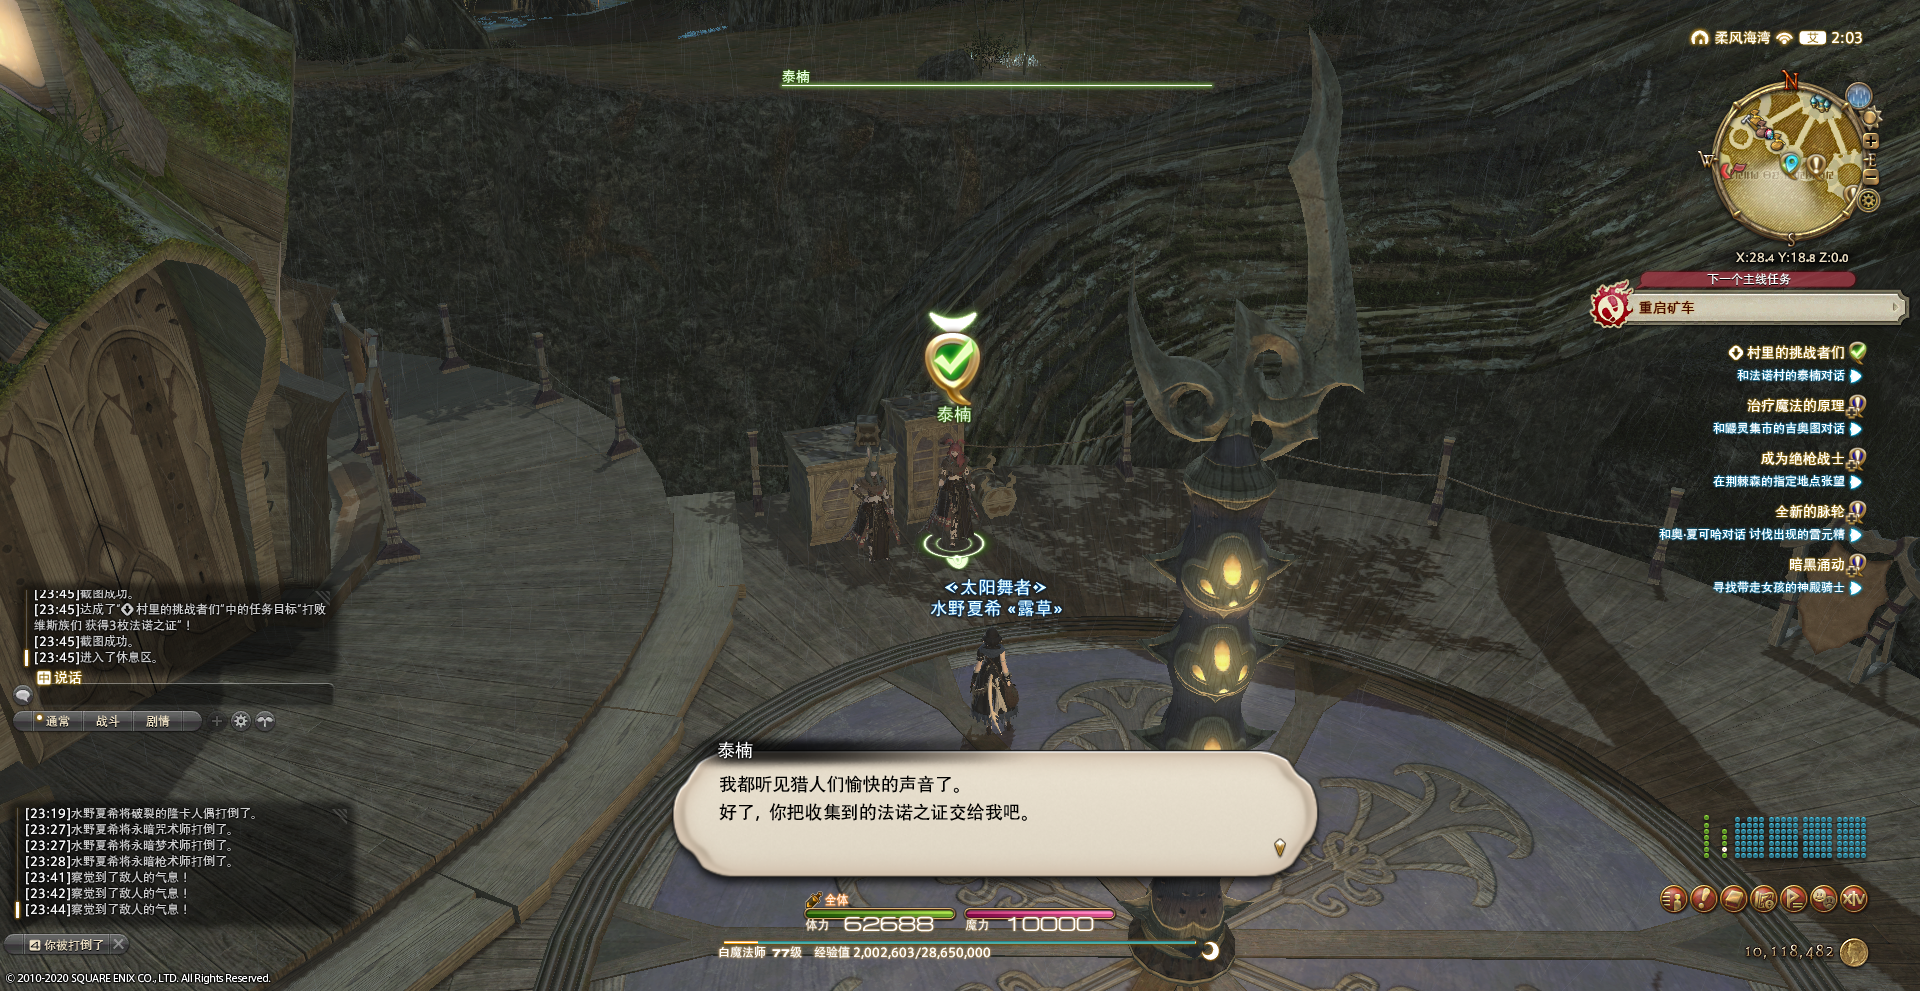 柔风海湾 艾 2:03
泰楠
N
W
E
S
X:28.4 Y:18.8 Z:0.0
下一个主线任务
重启矿车
村里的挑战者们
和法诺村的泰楠对话
治疗魔法的原理
和鼹灵集市的吉奥图对话
成为绝枪战士
在荆棘森的指定地点张望
全新的脉轮
和奥·夏可哈对话 讨伐出现的雷元精
暗黑涌动
寻找带走女孩的神殿骑士
泰楠
太阳舞者
水野夏希 «露草»
[23:45]截图成功。
[23:45]达成了“村里的挑战者们”中的任务目标“打败
维斯族们 获得3枚法诺之证”！
[23:45]截图成功。
[23:45]进入了休息区。
中 说话
通常 战斗 剧情
泰楠
我都听见猎人们愉快的声音了。
好了，你把收集到的法诺之证交给我吧。
[23:19]水野夏希将破裂的隆卡人偶打倒了。
[23:27]水野夏希将永暗咒术师打倒了。
[23:27]水野夏希将永暗梦术师打倒了。
[23:28]水野夏希将永暗枪术师打倒了。
[23:41]察觉到了敌人的气息！
[23:42]察觉到了敌人的气息！
[23:44]察觉到了敌人的气息！
4 你被打倒了
全体
体力 62688 魔力 10000
白魔法师 77级 经验值 2,002,603/28,650,000
XIV
10,118,482
© 2010-2020 SQUARE ENIX CO., LTD. All Rights Reserved.